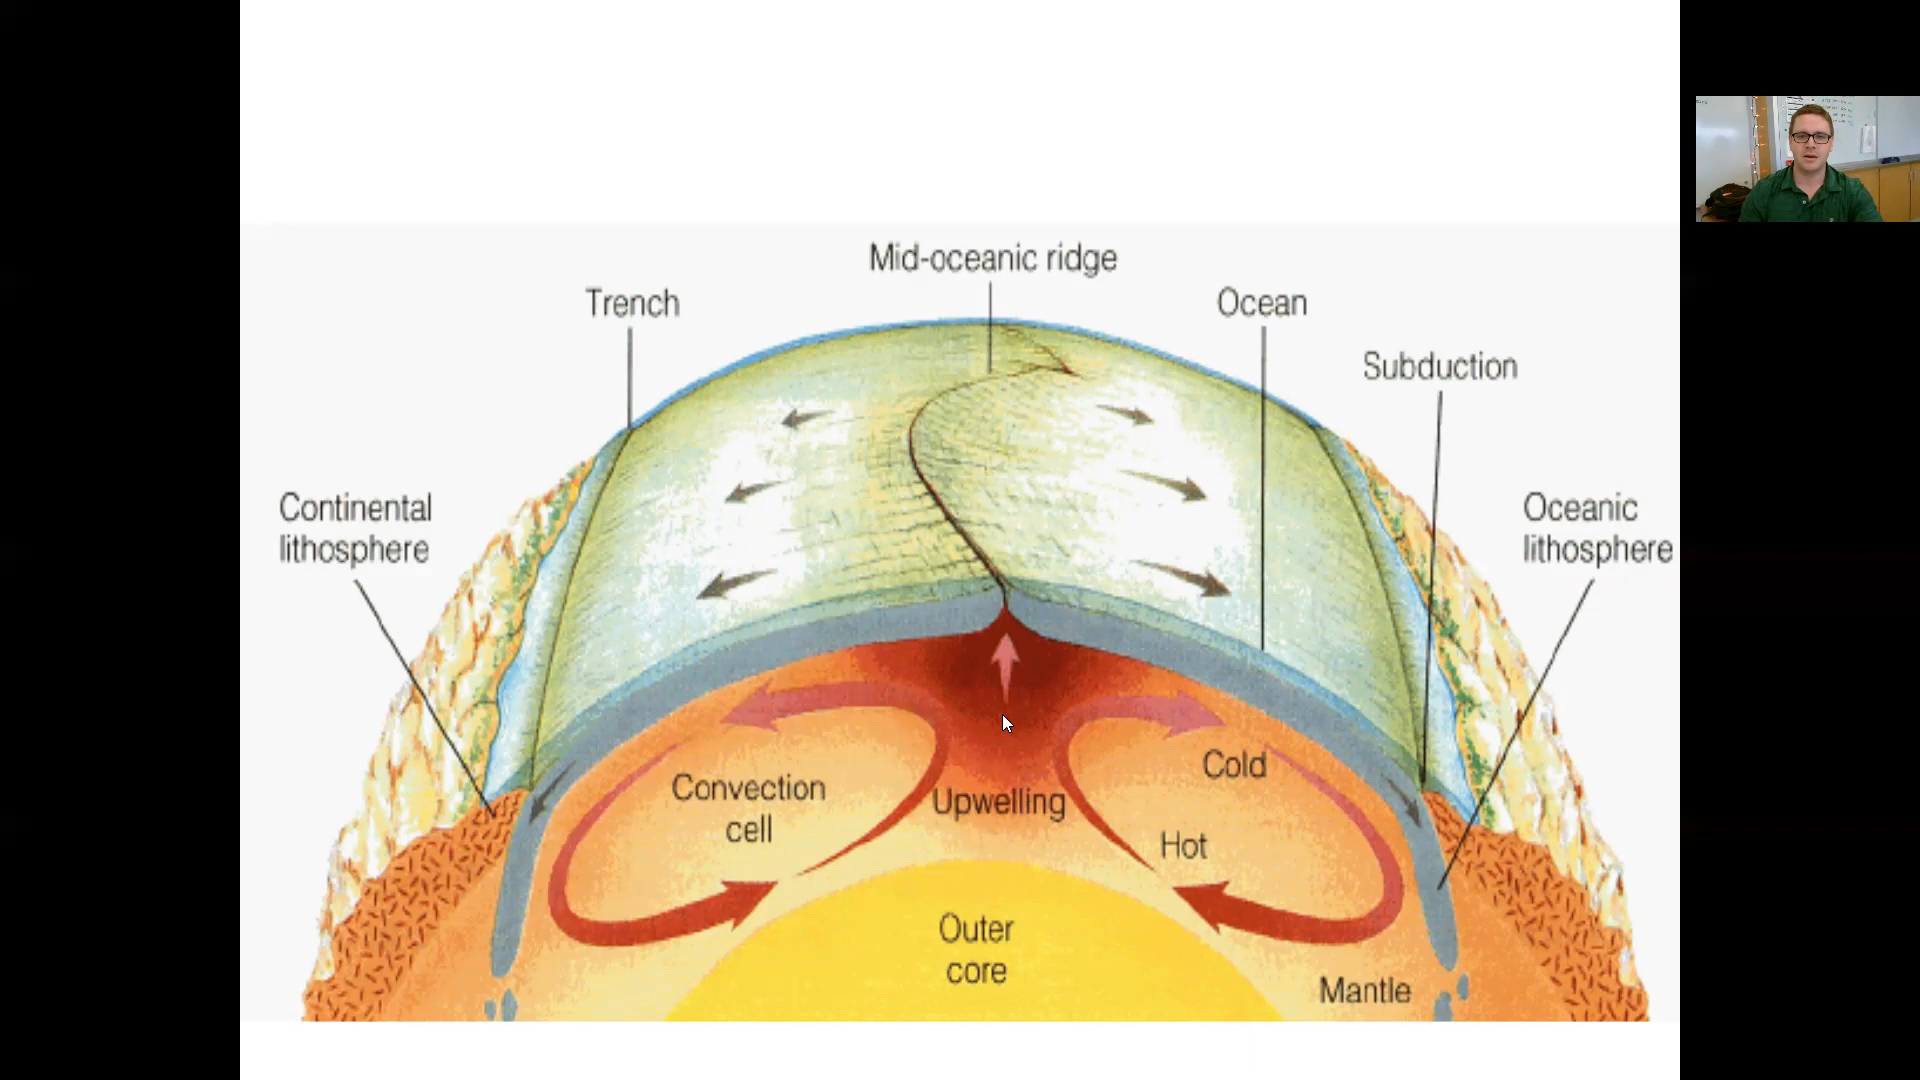 Mid-oceanic ridge
Trench
Ocean
Subduction
Continental
lithosphere
Oceanic
lithosphere
Convection
cell
Upwelling
Cold
Hot
Outer
core
Mantle